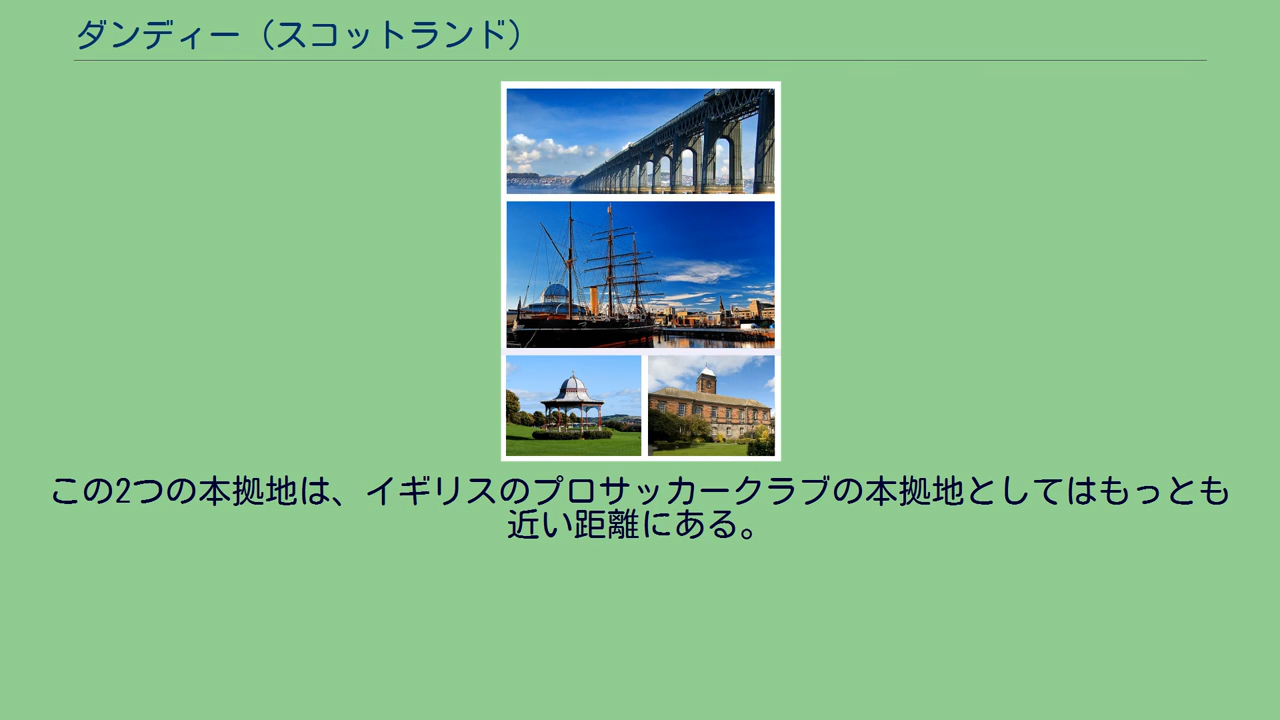 ダンディー（スコットランド）
この2つの本拠地は、イギリスのプロサッカークラブの本拠地としてはもっとも
近い距離にある。